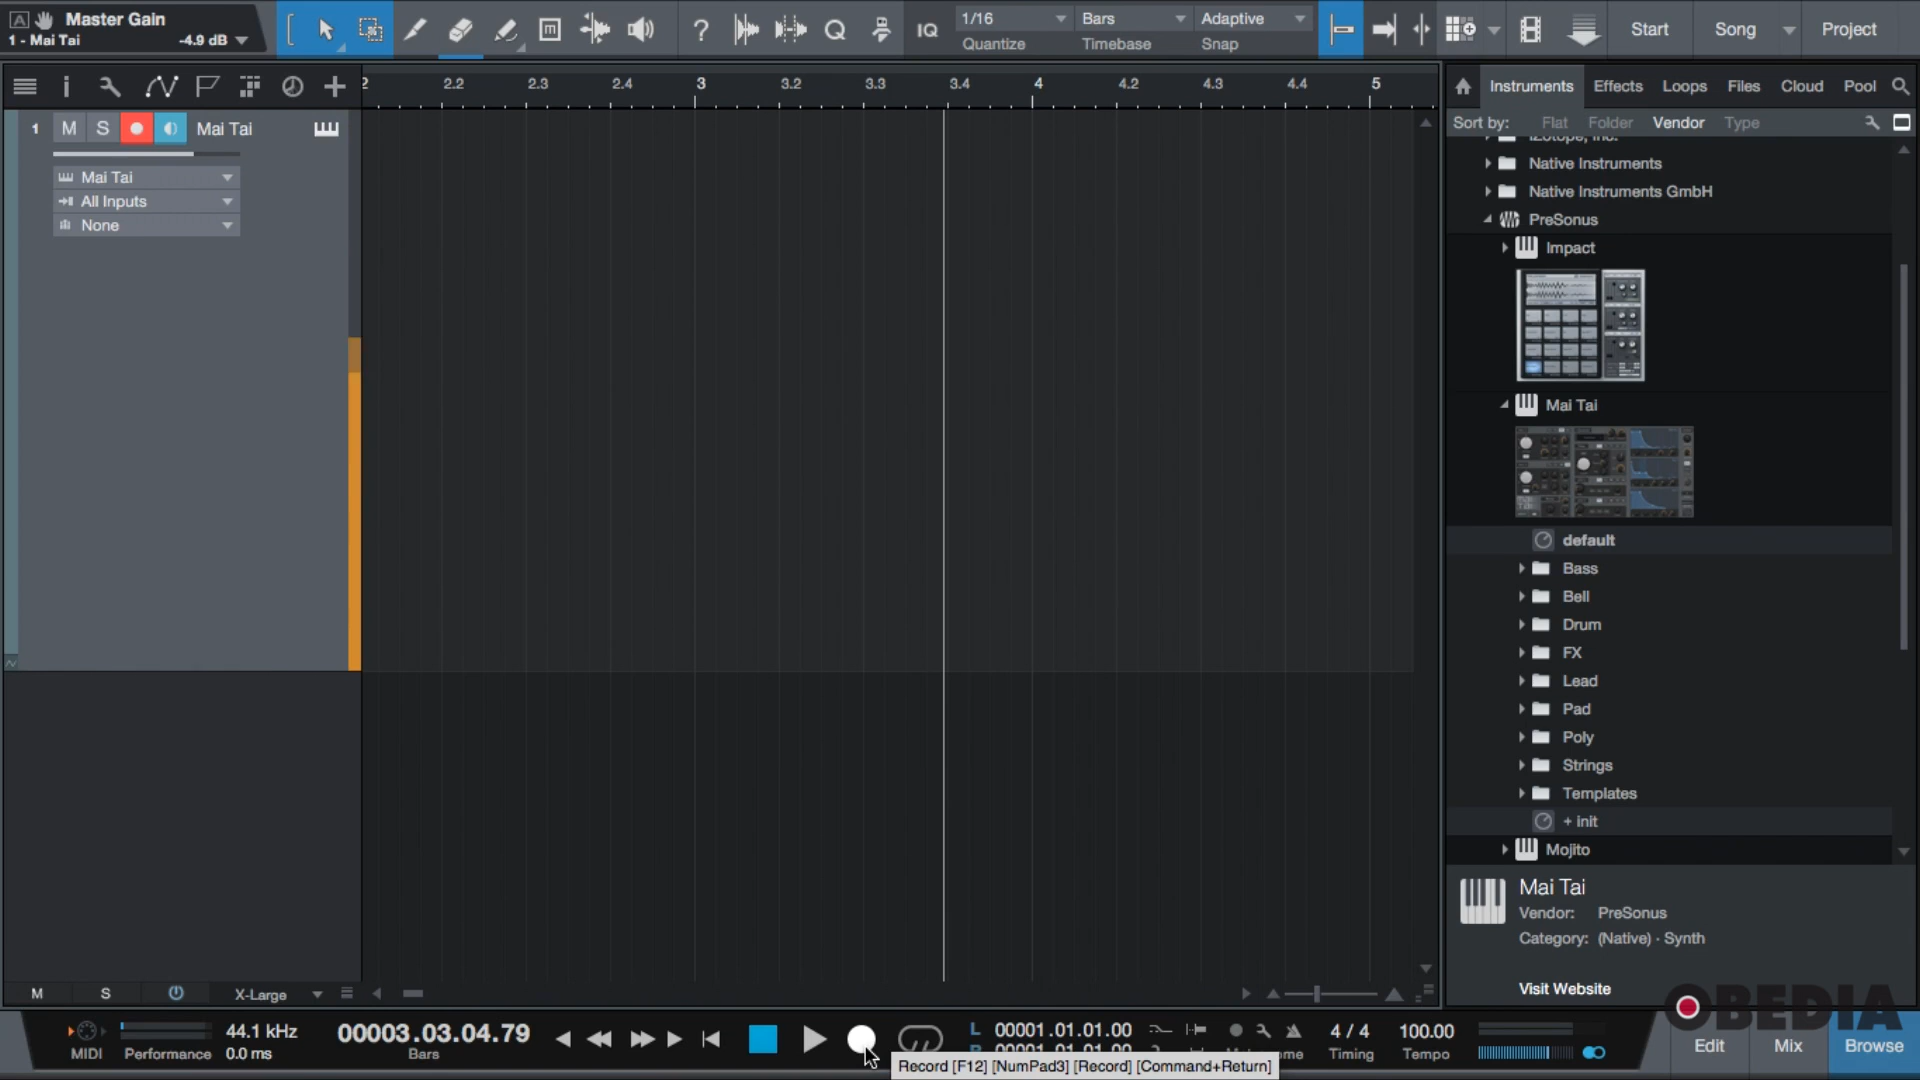 A Master Gain
1 - Mai Tai -4.9 dB
IQ
1/16 Bars Adaptive
Quantize Timebase Snap
Start Song Project
2 2.2 2.3 2.4 3 3.2 3.3 3.4 4 4.2 4.3 4.4 5
1 M S Mai Tai
Mai Tai
All Inputs
None
Instruments Effects Loops Files Cloud Pool
Sort by: Flat Folder Vendor Type
iZotope, Inc.
Native Instruments
Native Instruments GmbH
PreSonus
Impact
Mai Tai
default
Bass
Bell
Drum
FX
Lead
Pad
Poly
Strings
Templates
+ init
Mojito
Mai Tai
Vendor: PreSonus
Category: (Native) · Synth
Visit Website
M S X-Large
MIDI
Performance
44.1 kHz
0.0 ms
00003.03.04.79
Bars
L 00001.01.01.00
4 / 4
Timing
100.00
Tempo
Record [F12] [NumPad3] [Record] [Command+Return]
OBEDIA
Edit Mix Browse